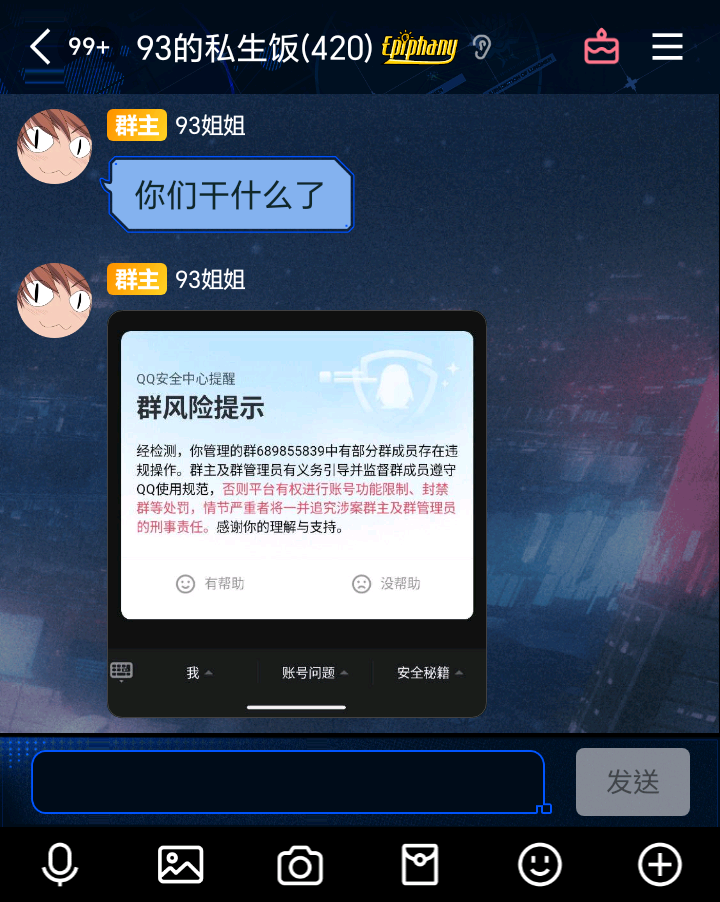 99+ 93的私生饭(420) Epiphany
群主 93姐姐
你们干什么了
群主 93姐姐
QQ安全中心提醒
群风险提示
经检测，你管理的群689855839中有部分群成员存在违
规操作。群主及群管理员有义务引导并监督群成员遵守
QQ使用规范，否则平台有权进行账号功能限制、封禁
群等处罚，情节严重者将一并追究涉案群主及群管理员
的刑事责任。感谢你的理解与支持。
有帮助 没帮助
我 账号问题 安全秘籍
发送